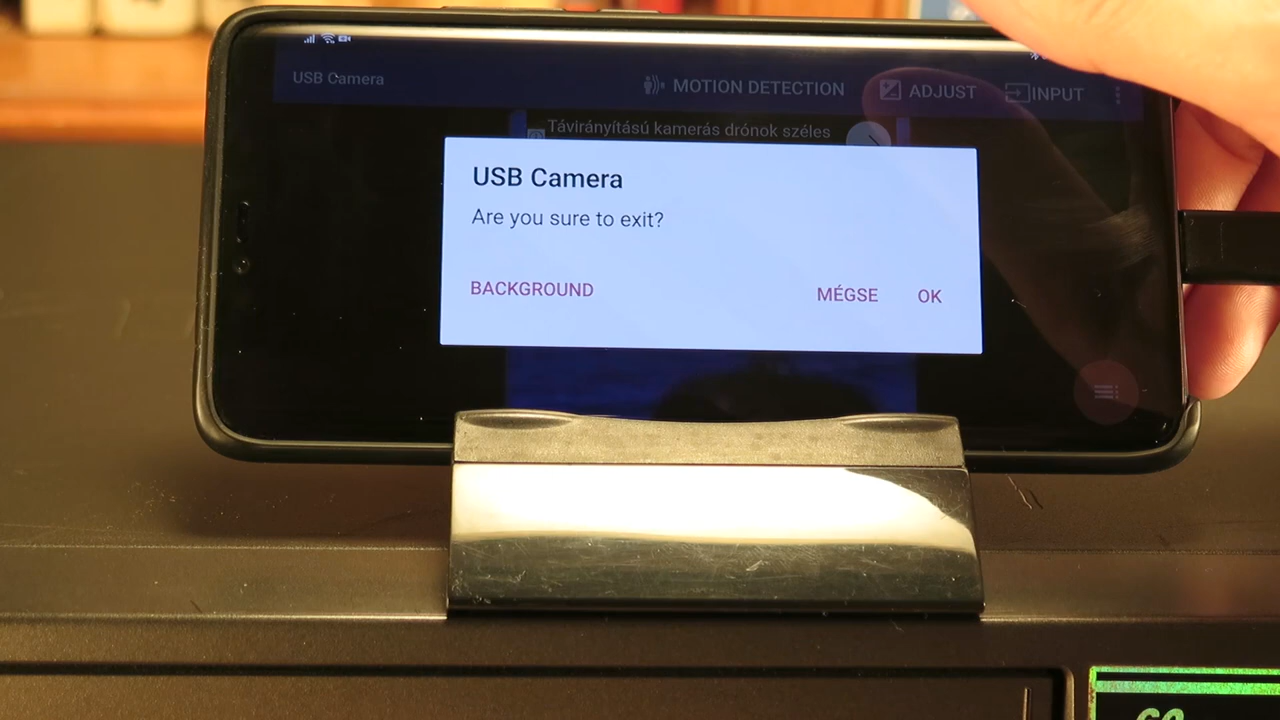 USB Camera
MOTION DETECTION
ADJUST
INPUT
Távirányítású kamerás drónok széles
USB Camera
Are you sure to exit?
BACKGROUND
MÉGSE
OK